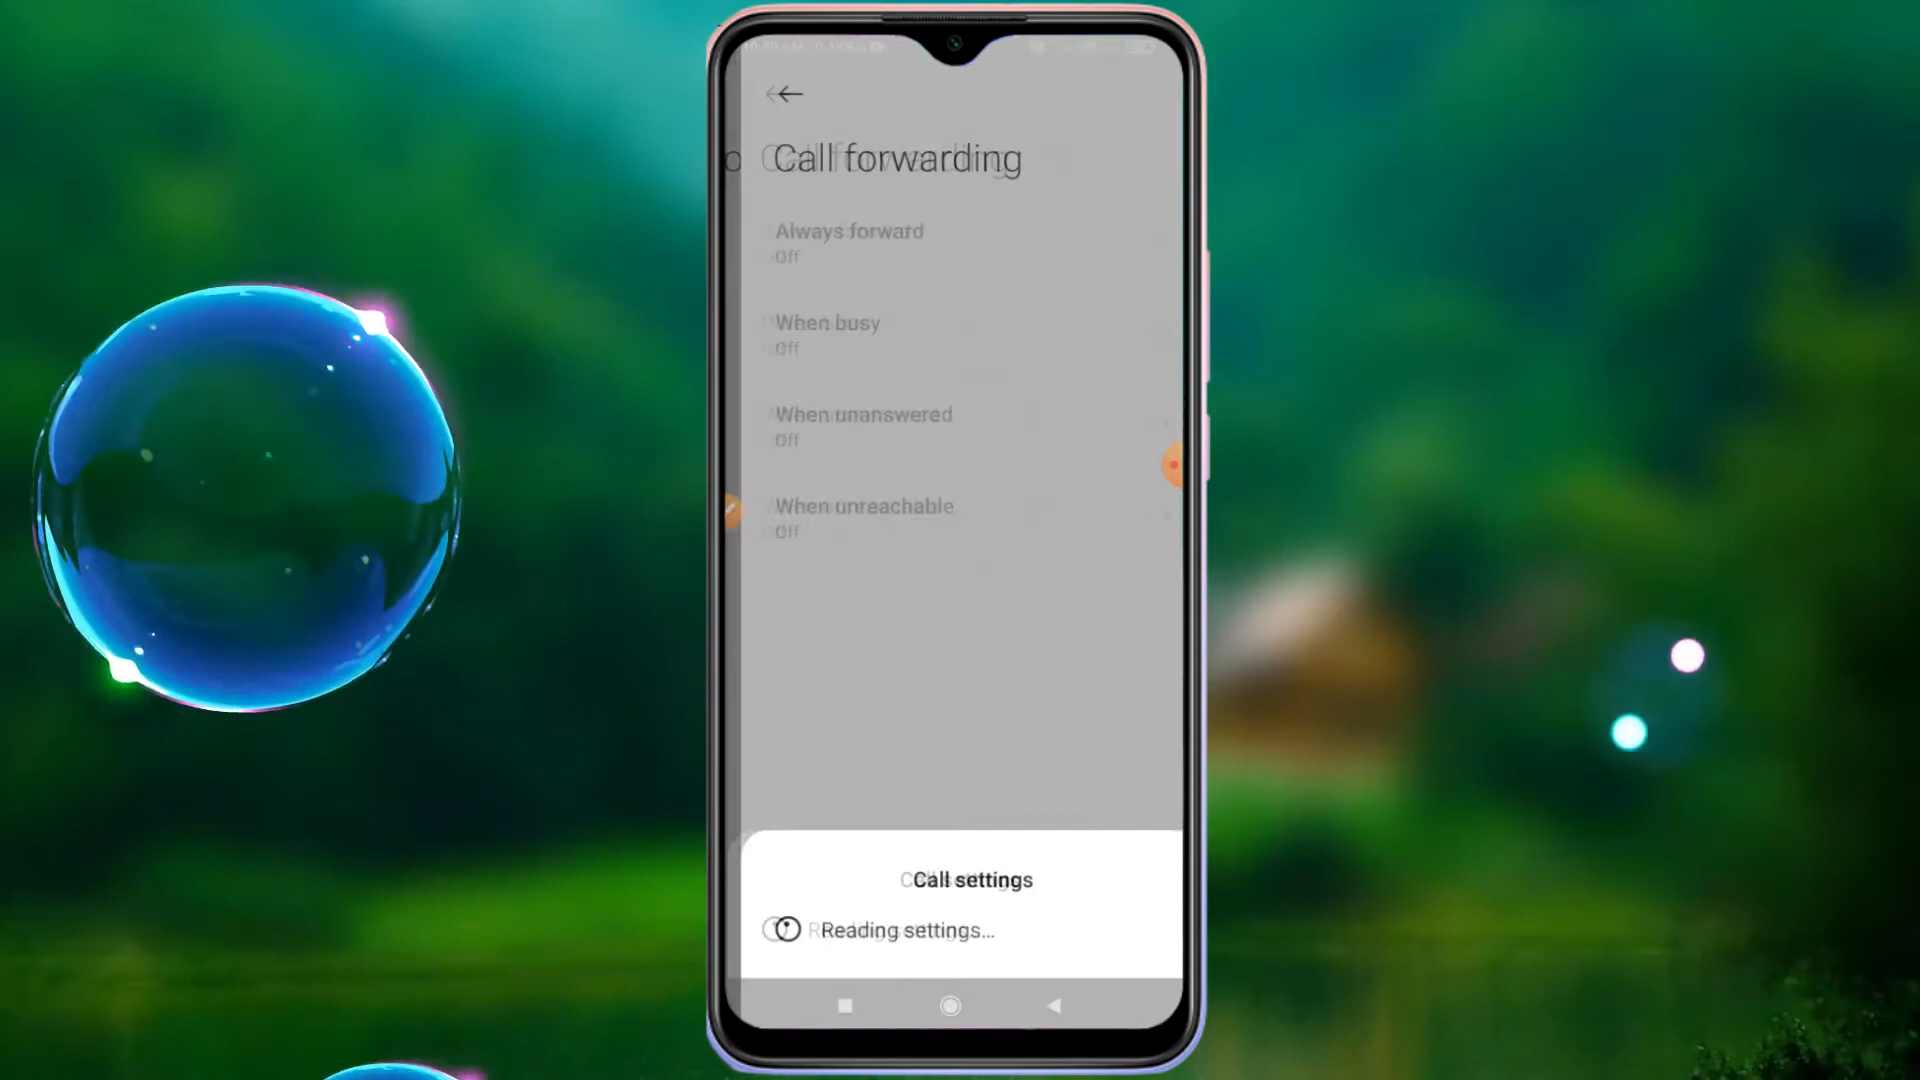 Call forwarding
Always forward
Off
When busy
Off
When unanswered
Off
When unreachable
Off
Call settings
Reading settings...